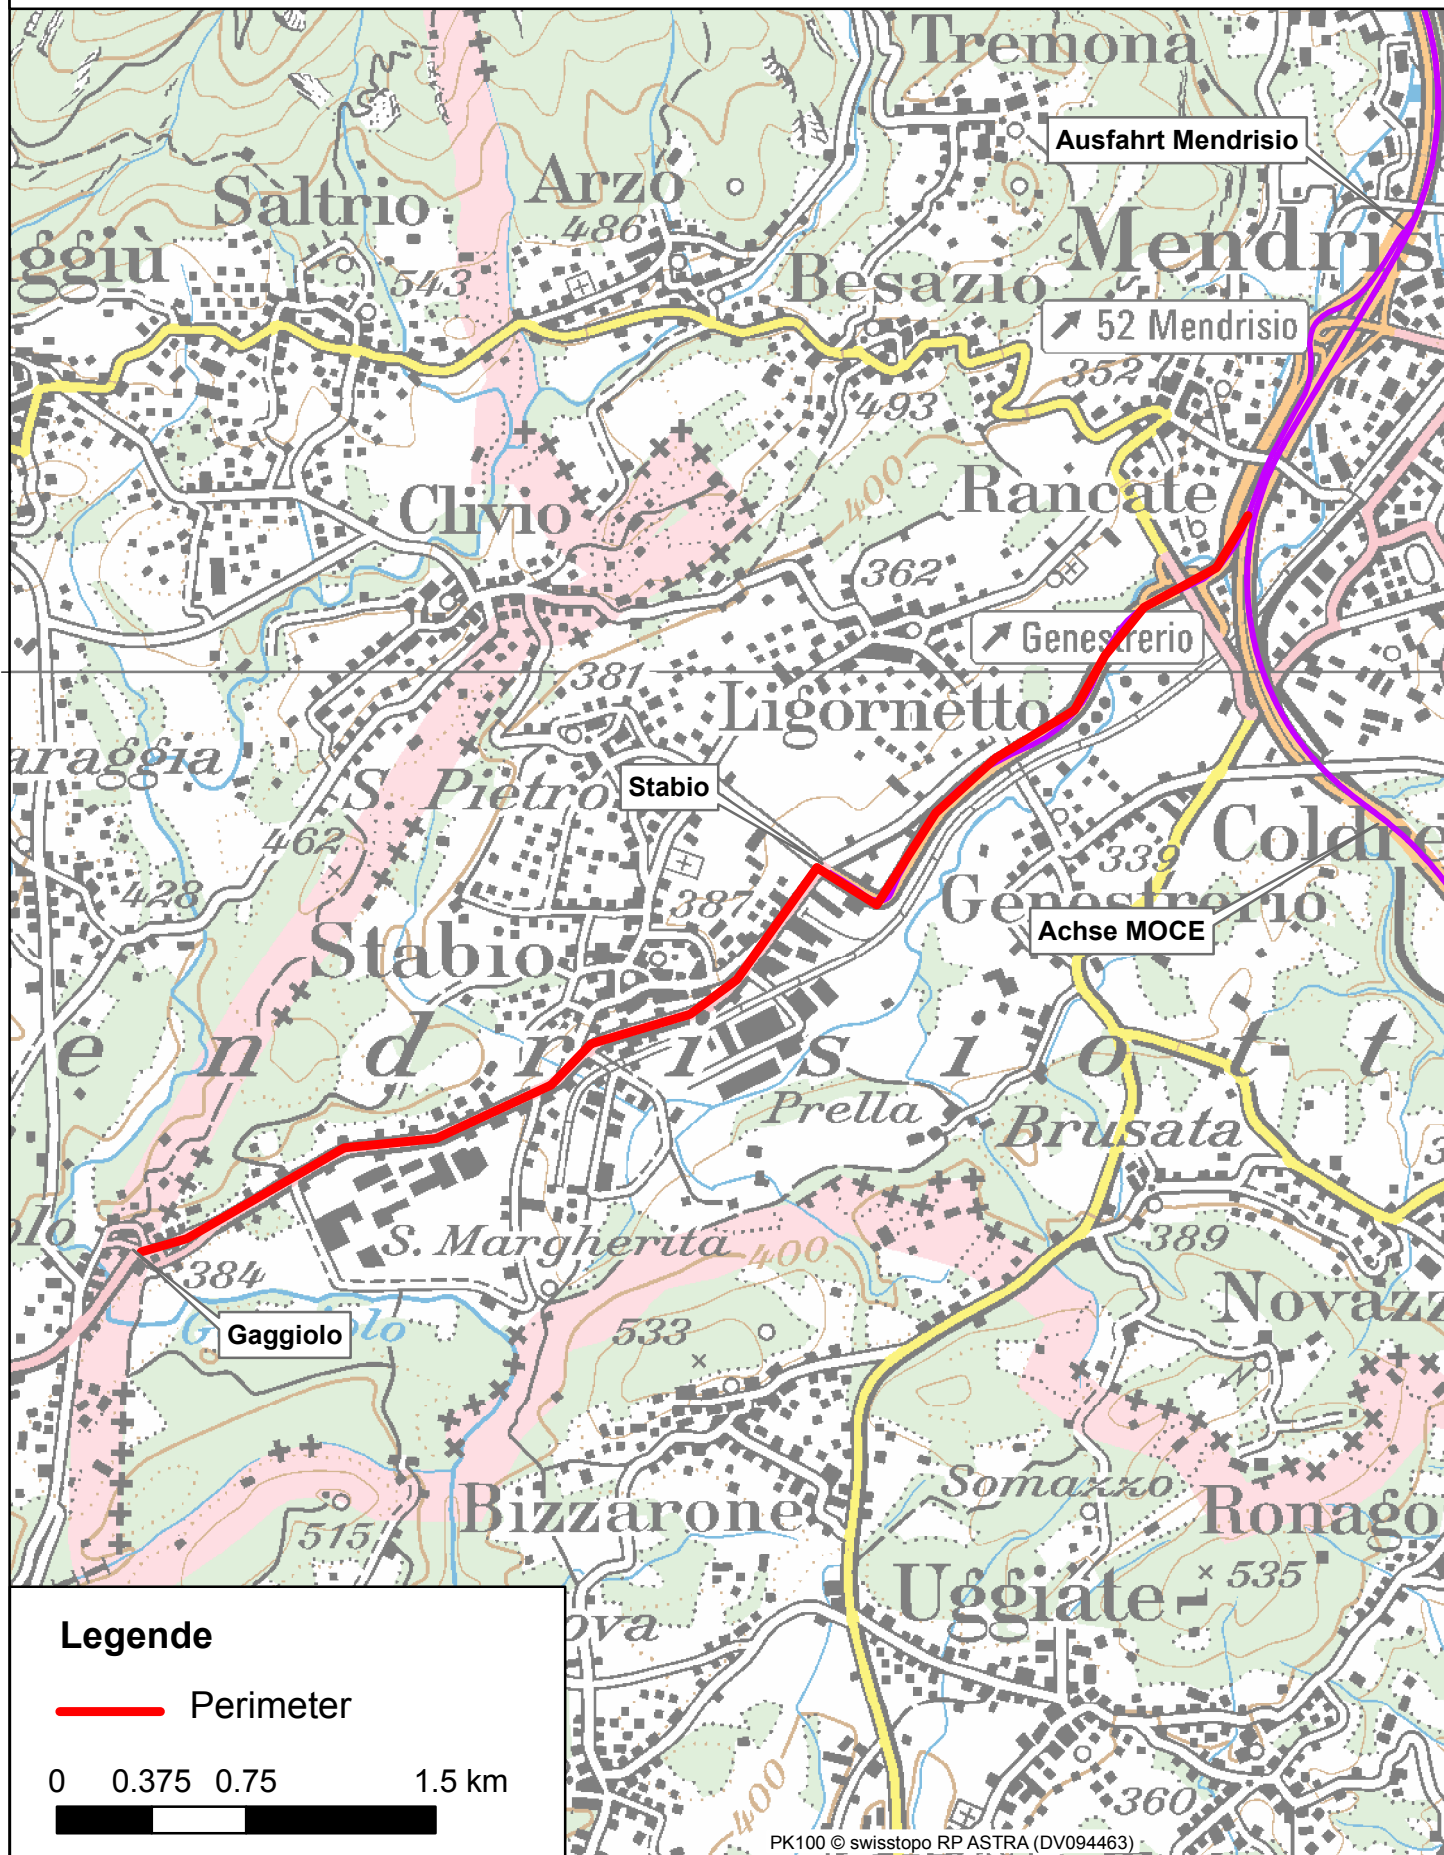 Tremona
Ausfahrt Mendrisio
Saltrio
Arzo
486
ggiù
543
Mendris
Besazio
52 Mendrisio
352
493
400
Rancate
Clivio
362
Genestrerio
381
Ligornetto
araggia
S. Pietro
Stabio
462
339
Coldre
428
387
Genestrerio
Achse MOCE
Stabio
e n d r i s i o t t
Prella
Brusata
3
olo
S. Margherita
400
389
384
Novazz
Gaggiolo
533
Somazzo
Bizzarone
Ronago
515
535
Uggiate-
ova
Legende
Perimeter
0 0.375 0.75 1.5 km
400
360
PK100 © swisstopo RP ASTRA (DV094463)